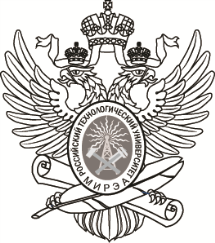 РОССИЙСКИЙ ТЕХНОЛОГИЧЕСКИЙ УНИВЕРСИТЕТ
МИРЭА